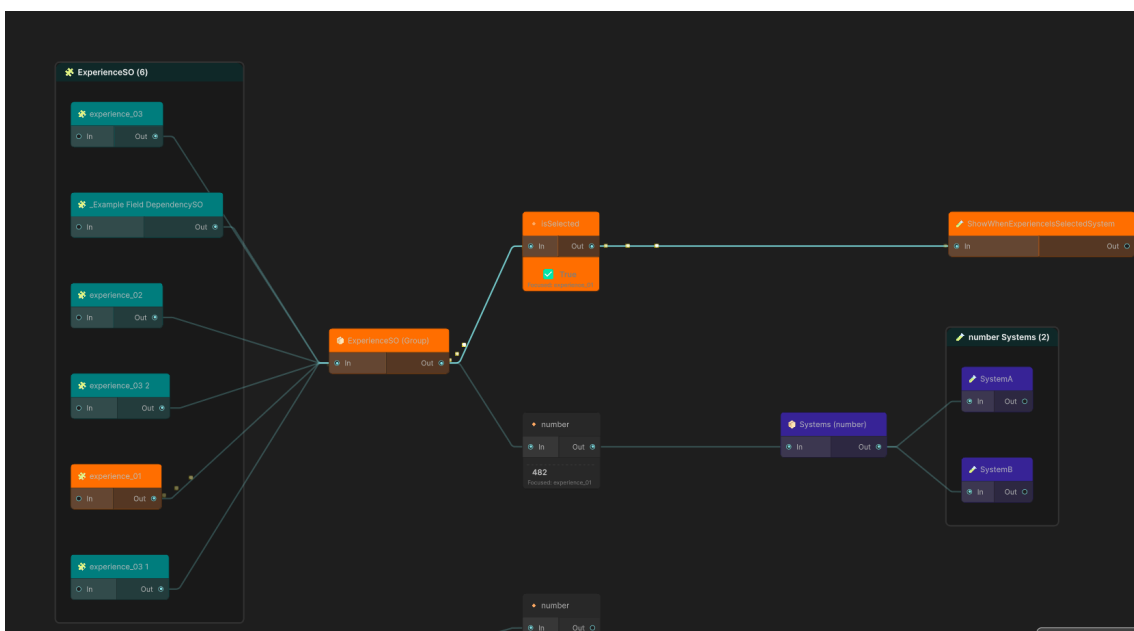 ExperienceSO (6)
experience_03
In Out
_Example Field DependencySO
In Out
experience_02
In Out
experience_03 2
In Out
experience_01
In Out
experience_03 1
In Out
ExperienceSO (Group)
In Out
isSelected
In Out
True
Focused: experience_01
number
In Out
482
Focused: experience_01
number
In Out
Systems (number)
In Out
ShowWhenExperienceIsSelectedSystem
In Out
number Systems (2)
SystemA
In Out
SystemB
In Out